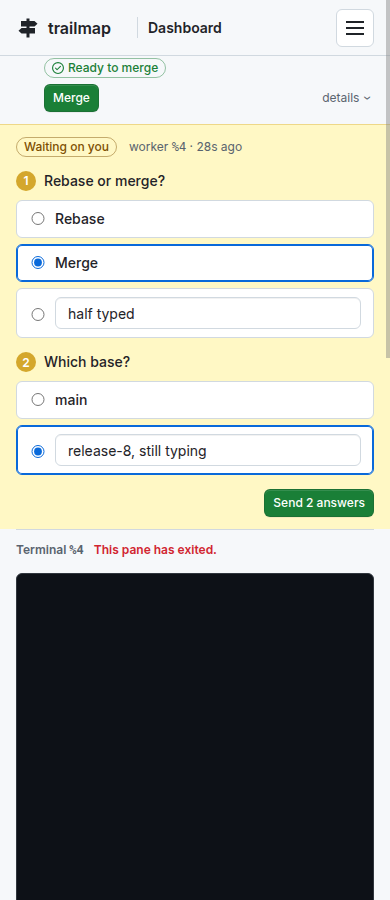 trailmap
Dashboard
Ready to merge
Merge
details
Waiting on you
worker %4 · 28s ago
1 Rebase or merge?
Rebase
Merge
half typed
2 Which base?
main
release-8, still typing
Send 2 answers
Terminal %4 This pane has exited.